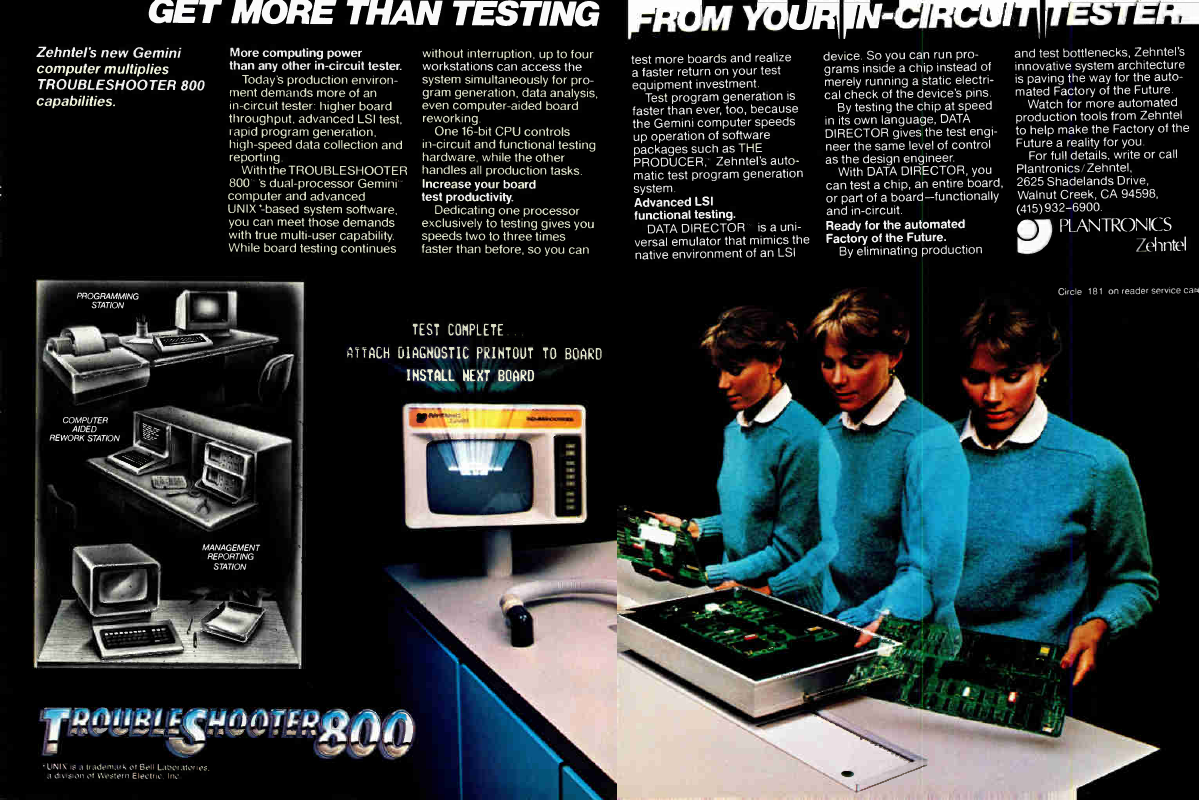 GET MORE THAN TESTING FROM YOUR IN-CIRCUIT TESTER.
Zehntel's new Gemini
computer multiplies
TROUBLESHOOTER 800
capabilities.
More computing power
than any other in-circuit tester.
Today's production environ-
ment demands more of an
in-circuit tester: higher board
throughput, advanced LSI test,
rapid program generation,
high-speed data collection and
reporting.
With the TROUBLESHOOTER
800™'s dual-processor Gemini™
computer and advanced
UNIX*-based system software,
you can meet those demands
with true multi-user capability.
While board testing continues
without interruption, up to four
workstations can access the
system simultaneously for pro-
gram generation, data analysis,
even computer-aided board
reworking.
One 16-bit CPU controls
in-circuit and functional testing
hardware, while the other
handles all production tasks.
Increase your board
test productivity.
Dedicating one processor
exclusively to testing gives you
speeds two to three times
faster than before, so you can
test more boards and realize
a faster return on your test
equipment investment.
Test program generation is
faster than ever, too, because
the Gemini computer speeds
up operation of software
packages such as THE
PRODUCER,™ Zehntel's auto-
matic test program generation
system.
Advanced LSI
functional testing.
DATA DIRECTOR™ is a uni-
versal emulator that mimics the
native environment of an LSI
device. So you can run pro-
grams inside a chip instead of
merely running a static electri-
cal check of the device's pins.
By testing the chip at speed
in its own language, DATA
DIRECTOR gives the test engi-
neer the same level of control
as the design engineer.
With DATA DIRECTOR, you
can test a chip, an entire board,
or part of a board—functionally
and in-circuit.
Ready for the automated
Factory of the Future.
By eliminating production
and test bottlenecks, Zehntel's
innovative system architecture
is paving the way for the auto-
mated Factory of the Future.
Watch for more automated
production tools from Zehntel
to help make the Factory of the
Future a reality for you.
For full details, write or call
Plantronics/Zehntel,
2625 Shadelands Drive,
Walnut Creek, CA 94598,
(415) 932-6900.
PLANTRONICS
Zehntel
Circle 181 on reader service card
PROGRAMMING
STATION
COMPUTER
AIDED
REWORK STATION
MANAGEMENT
REPORTING
STATION
TEST COMPLETE...
ATTACH DIAGNOSTIC PRINTOUT TO BOARD
INSTALL NEXT BOARD
Plantronics
Zehntel
TROUBLESHOOTER 800
*UNIX is a trademark of Bell Laboratories,
a division of Western Electric, Inc.